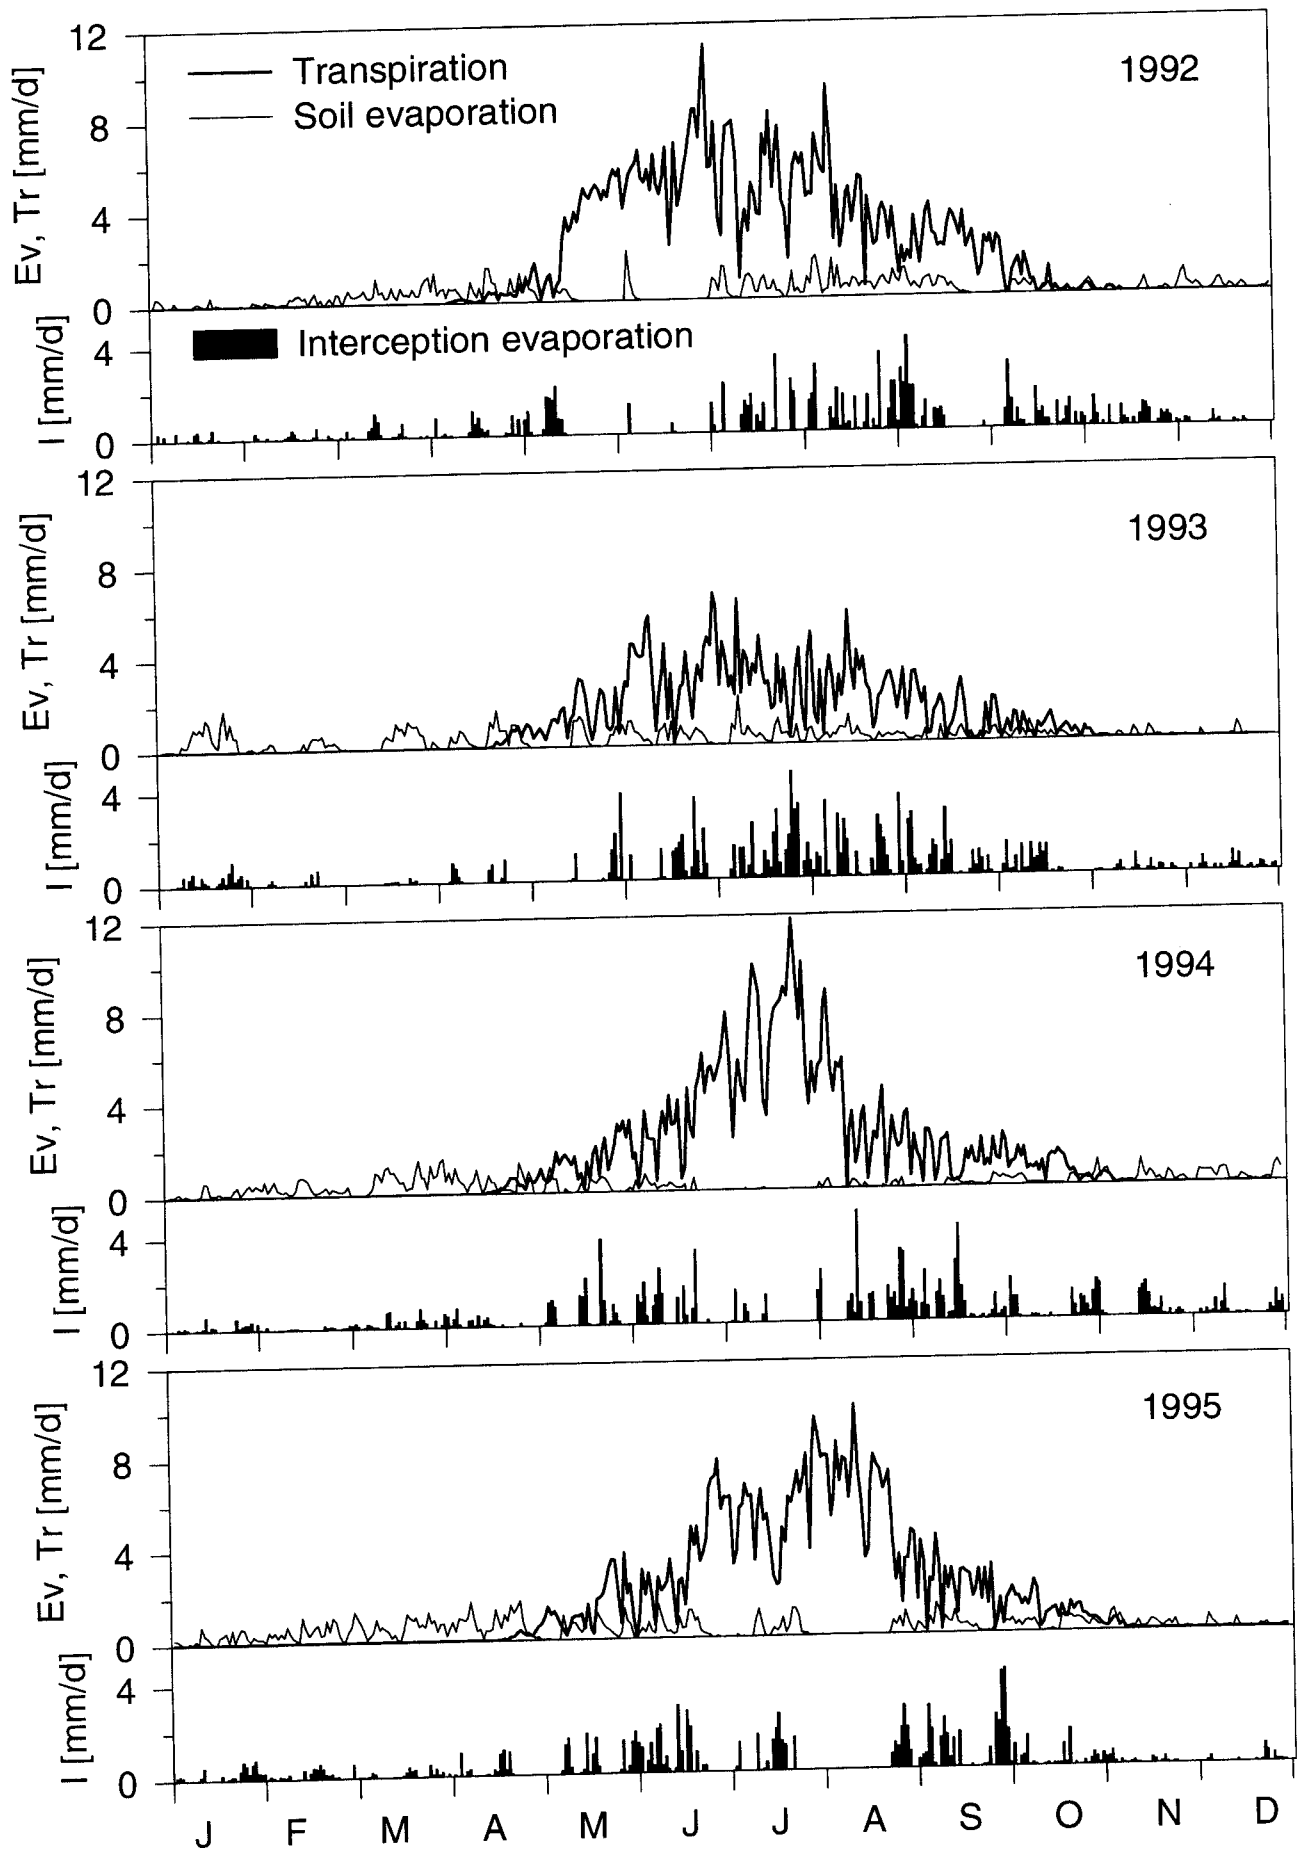 12
8
4
0
Ev, Tr [mm/d]
Transpiration
Soil evaporation
1992
4
0
I [mm/d]
Interception evaporation
12
8
4
0
Ev, Tr [mm/d]
1993
4
0
I [mm/d]
12
8
4
0
Ev, Tr [mm/d]
1994
4
0
I [mm/d]
12
8
4
0
Ev, Tr [mm/d]
1995
4
0
I [mm/d]
J F M A M J J A S O N D